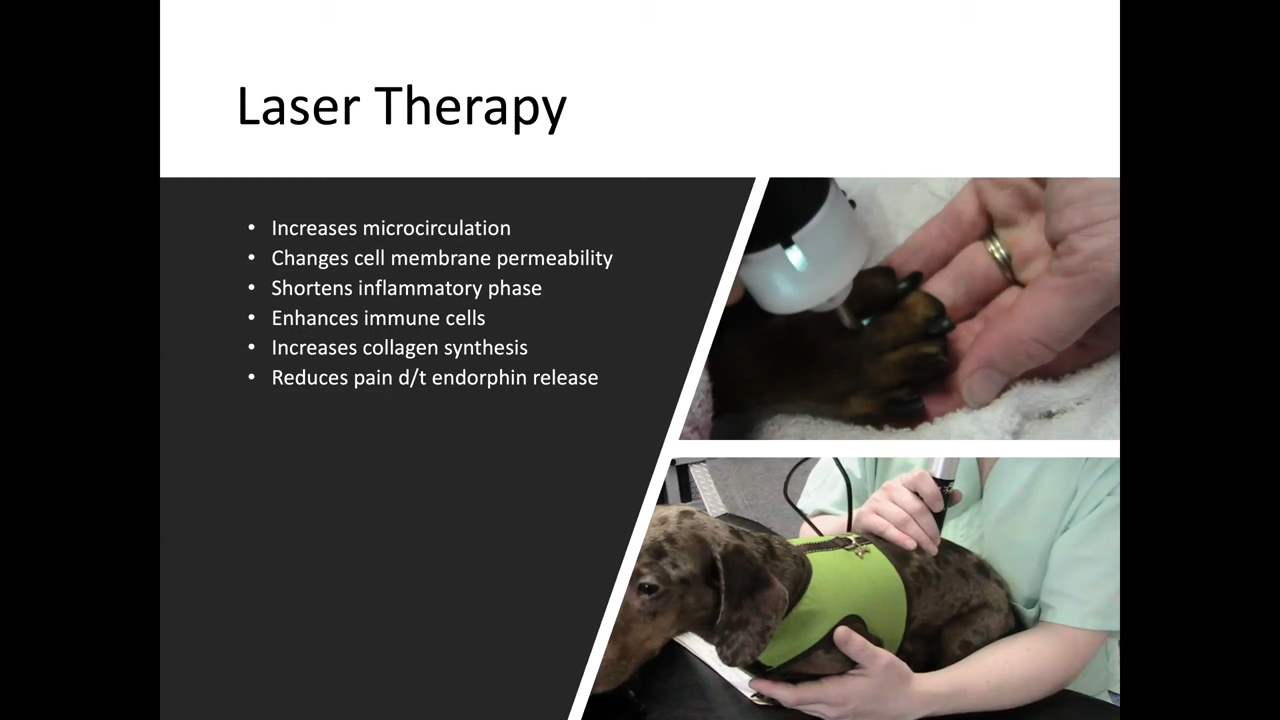 Laser Therapy
• Increases microcirculation
• Changes cell membrane permeability
• Shortens inflammatory phase
• Enhances immune cells
• Increases collagen synthesis
• Reduces pain d/t endorphin release